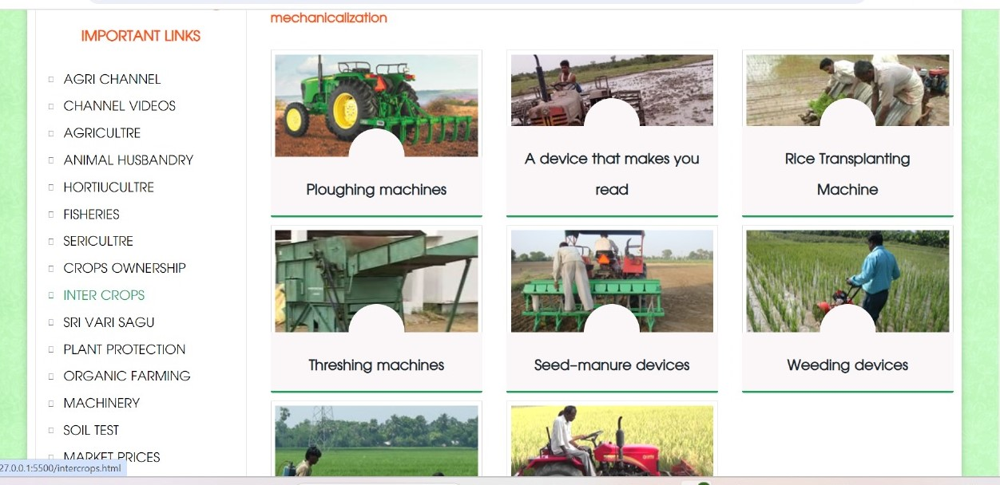 mechanicalization
IMPORTANT LINKS
AGRI CHANNEL
CHANNEL VIDEOS
AGRICULTRE
ANIMAL HUSBANDRY
HORTIUCULTRE
FISHERIES
SERICULTRE
CROPS OWNERSHIP
INTER CROPS
SRI VARI SAGU
PLANT PROTECTION
ORGANIC FARMING
MACHINERY
SOIL TEST
MARKET PRICES
27.0.0.1:5500/intercrops.html
Ploughing machines
A device that makes you
read
Rice Transplanting
Machine
Threshing machines
Seed-manure devices
Weeding devices